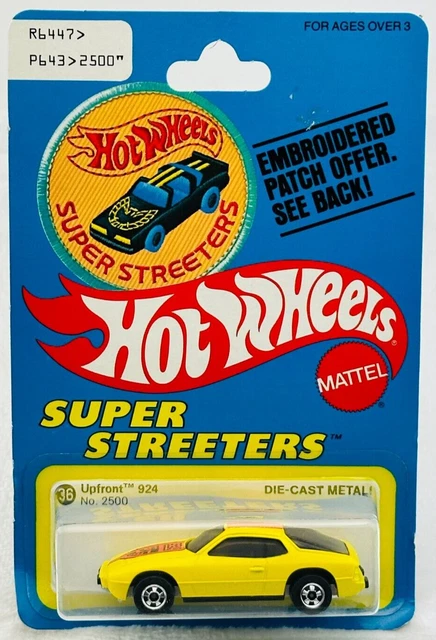 R6447>
P643>2500"
FOR AGES OVER 3
Hot Wheels
SUPER STREETERS
EMBROIDERED
PATCH OFFER.
SEE BACK!
Hot Wheels®
MATTEL®
SUPER
STREETERS™
36 Upfront™ 924
No. 2500
DIE-CAST METAL!